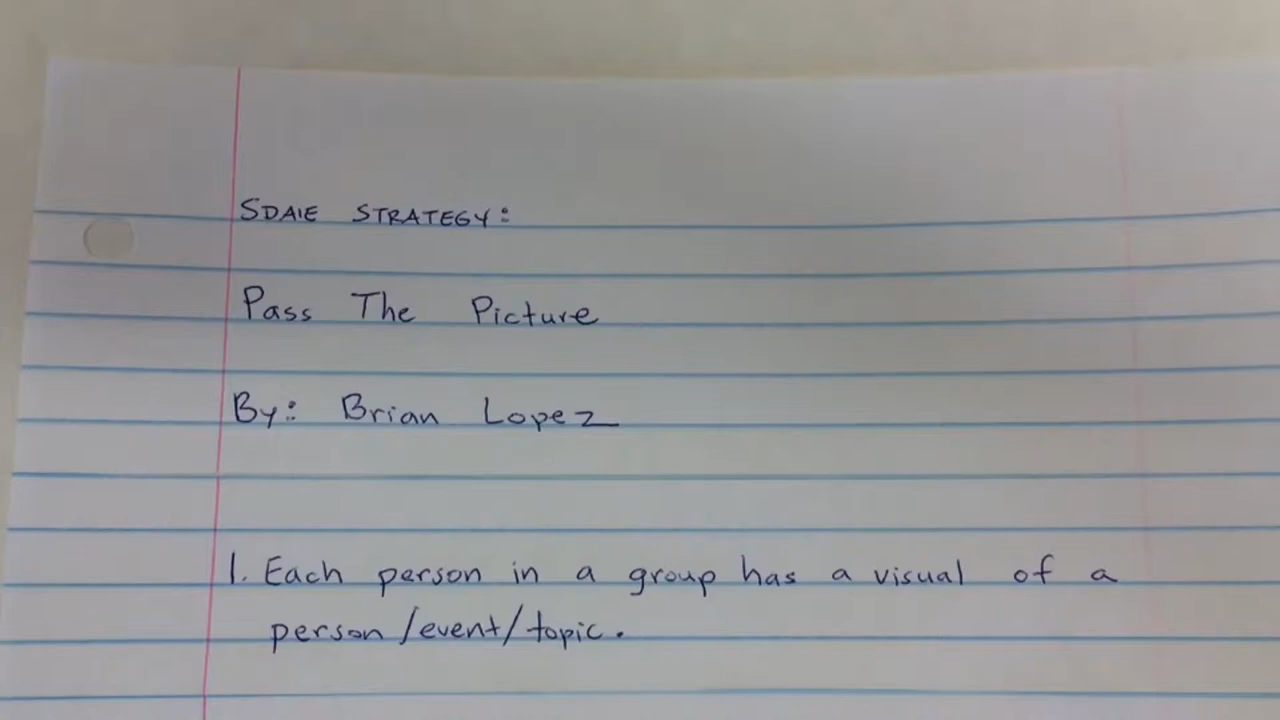 SDAIE STRATEGY:
Pass The Picture
By: Brian Lopez
1. Each person in a group has a visual of a
person/event/topic.